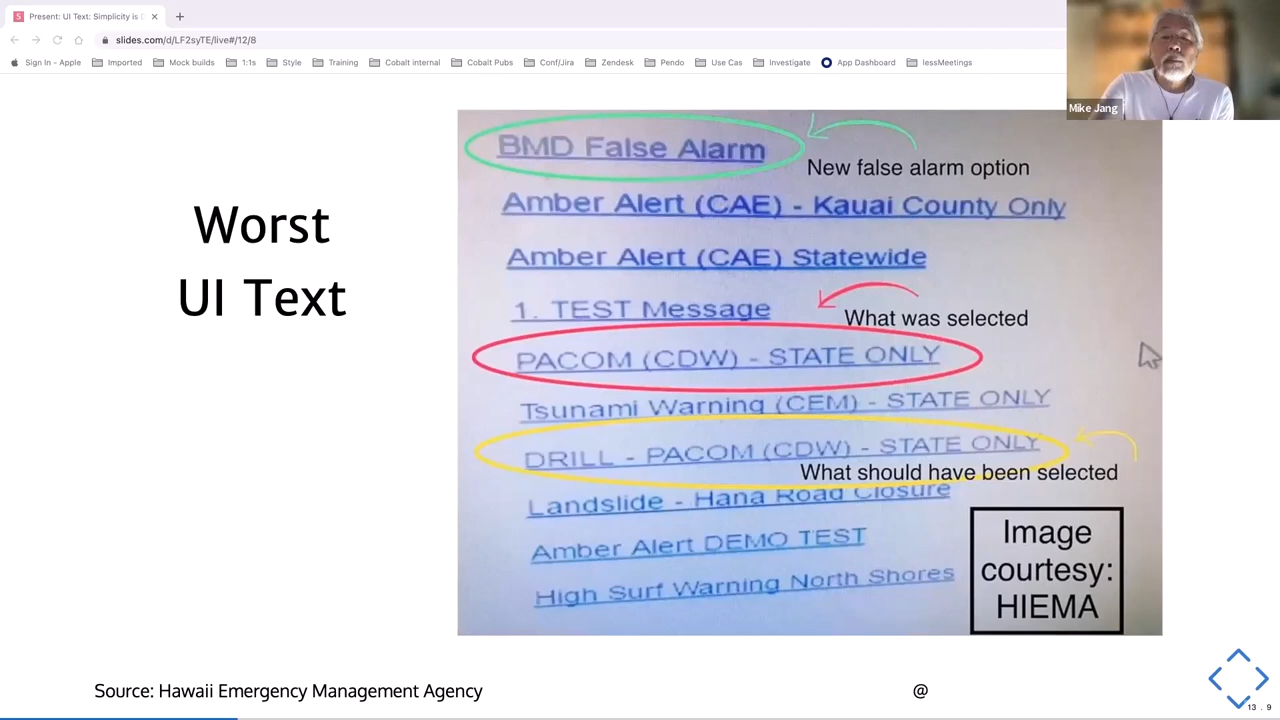 Present: UI Text: Simplicity is D
slides.com/d/LF2syTE/live#/12/8
Sign In - Apple
Imported
Mock builds
1:1s
Style
Training
Cobalt internal
Cobalt Pubs
Conf/Jira
Zendesk
Pendo
Use Cas
Investigate
App Dashboard
lessMeetings
Mike Jang
Worst
UI Text
BMD False Alarm
New false alarm option
Amber Alert (CAE) - Kauai County Only
Amber Alert (CAE) Statewide
1. TEST Message
What was selected
PACOM (CDW) - STATE ONLY
Tsunami Warning (CEM) - STATE ONLY
DRILL - PACOM (CDW) - STATE ONLY
What should have been selected
Landslide - Hana Road Closure
Amber Alert DEMO TEST
High Surf Warning North Shores
Image
courtesy:
HIEMA
Source: Hawaii Emergency Management Agency
@
13 . 9